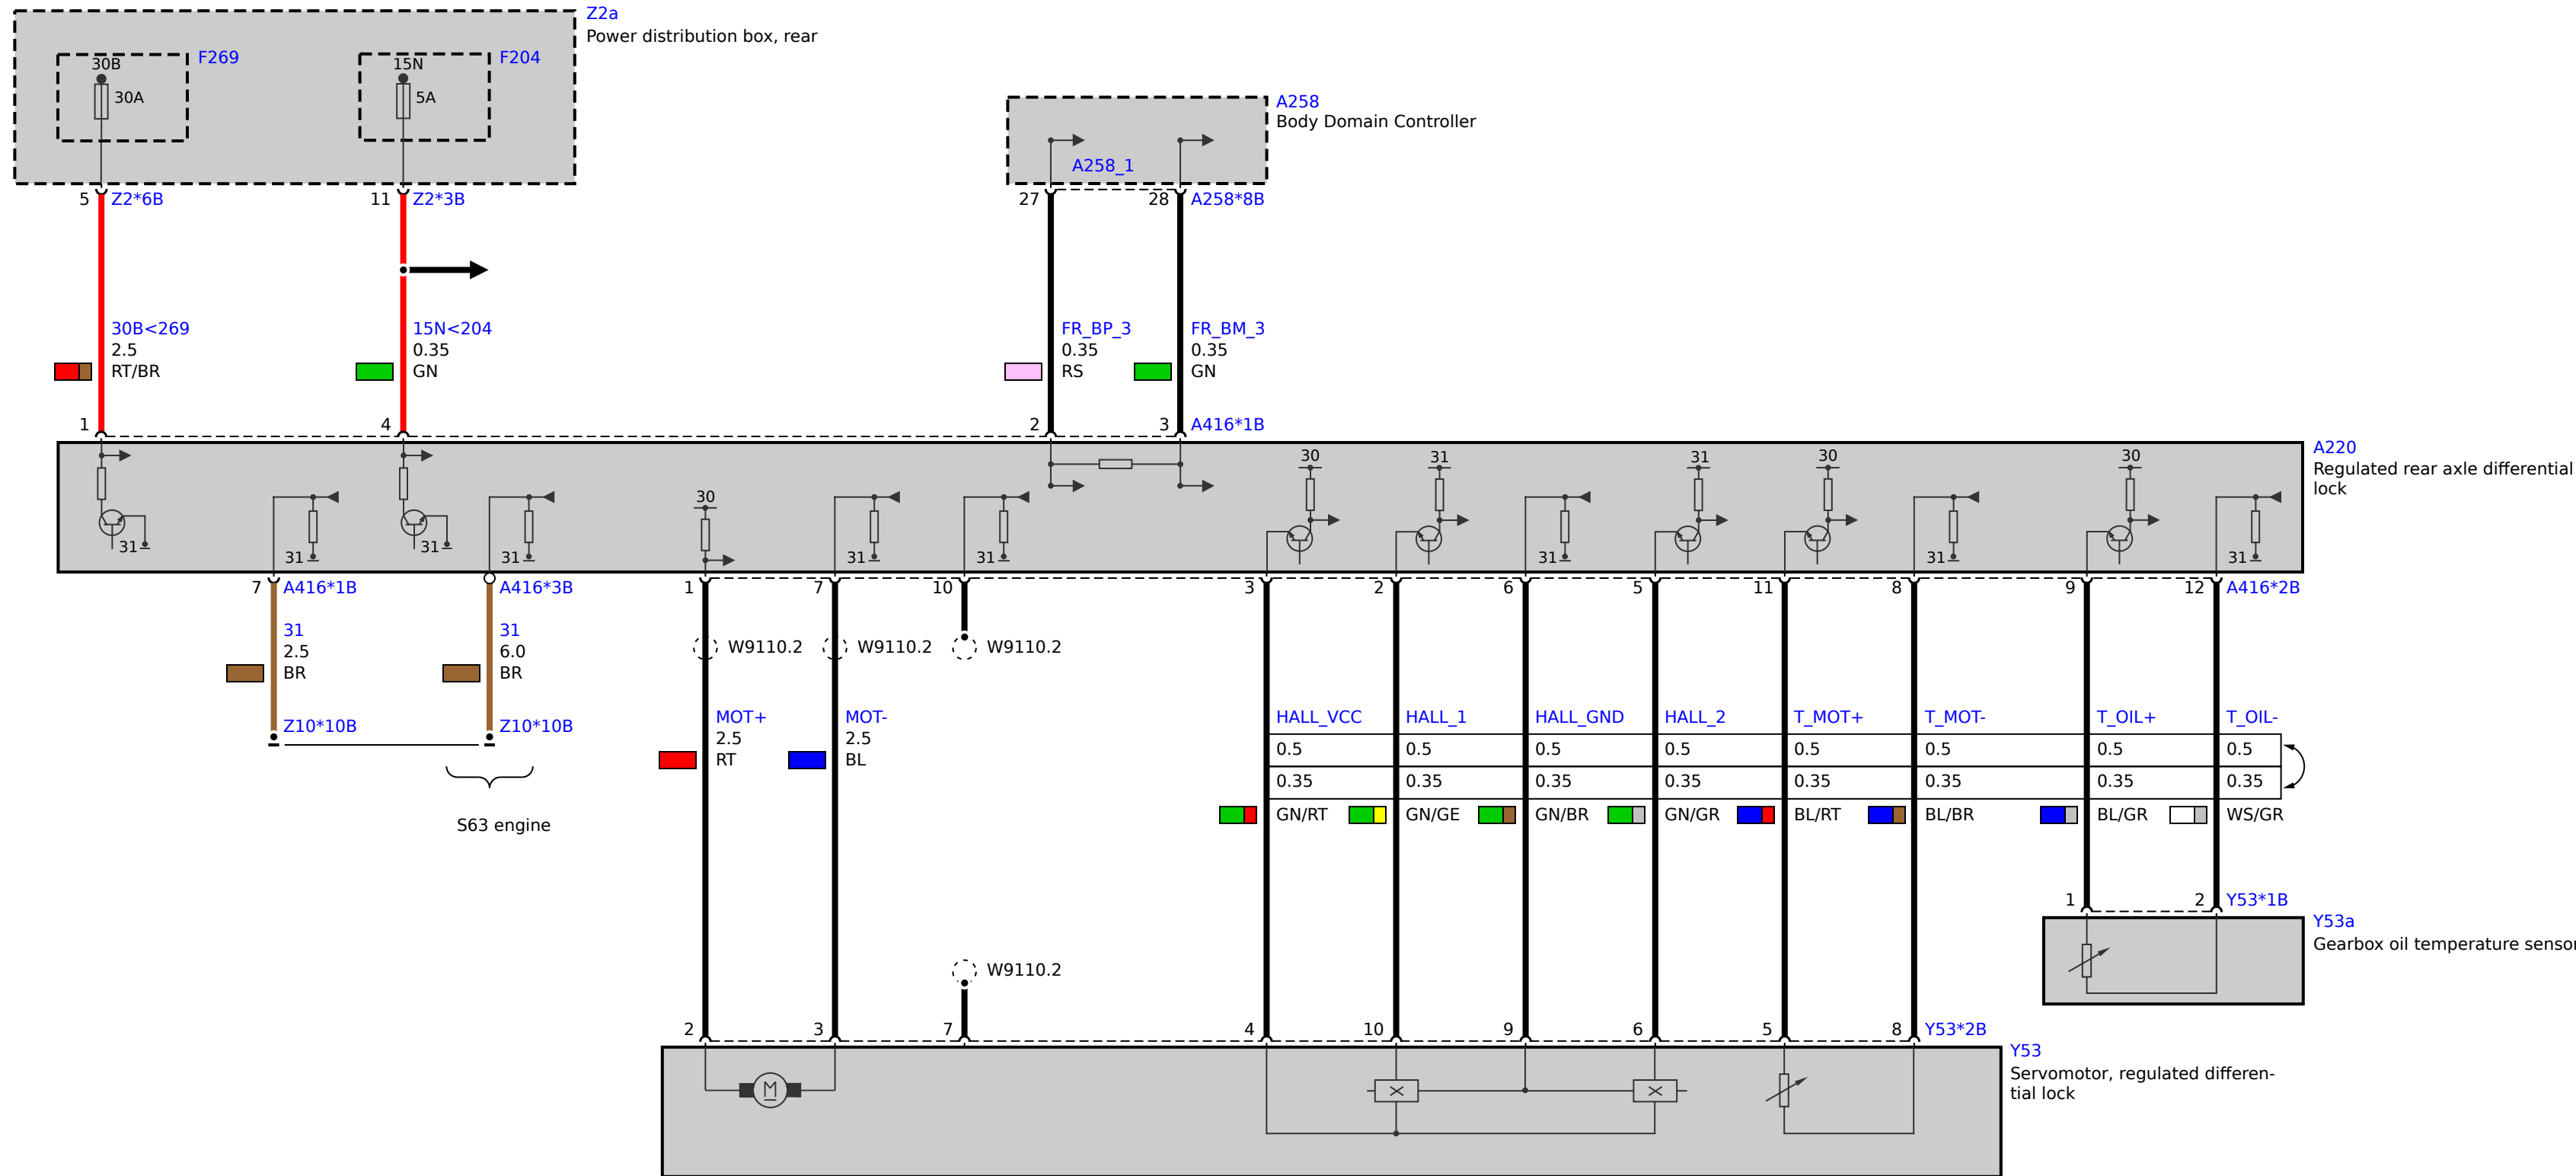 Z2a
Power distribution box, rear
30B
F269
15N
F204
30A
5A
A258
Body Domain Controller
A258_1
5
Z2*6B
11
Z2*3B
27
28
A258*8B
30B<269
2.5
RT/BR
15N<204
0.35
GN
FR_BP_3
0.35
RS
FR_BM_3
0.35
GN
1
4
2
3
A416*1B
A220
Regulated rear axle differential
lock
30
31
31
30
30
30
31
31
31
31
31
31
31
31
31
31
7
A416*1B
A416*3B
1
7
10
3
2
6
5
11
8
9
12
A416*2B
31
2.5
BR
31
6.0
BR
W9110.2
W9110.2
W9110.2
Z10*10B
Z10*10B
MOT+
2.5
RT
MOT-
2.5
BL
HALL_VCC
HALL_1
HALL_GND
HALL_2
T_MOT+
T_MOT-
T_OIL+
T_OIL-
0.5
0.5
0.5
0.5
0.5
0.5
0.5
0.5
0.35
0.35
0.35
0.35
0.35
0.35
0.35
0.35
GN/RT
GN/GE
GN/BR
GN/GR
BL/RT
BL/BR
BL/GR
WS/GR
S63 engine
1
2
Y53*1B
Y53a
Gearbox oil temperature sensor
W9110.2
2
3
7
4
10
9
6
5
8
Y53*2B
Y53
Servomotor, regulated differen-
tial lock
M